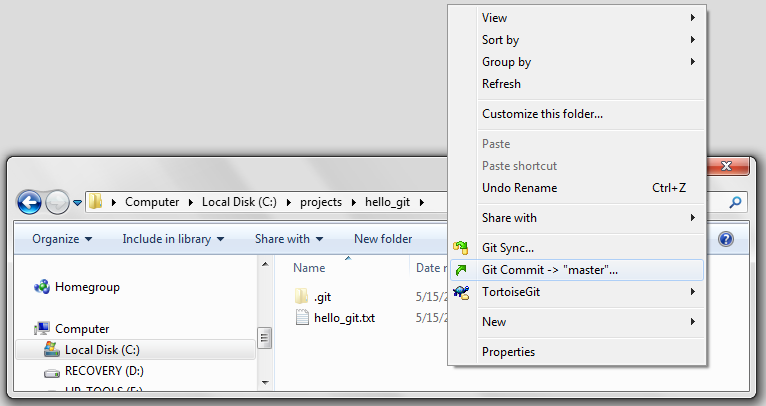 View
Sort by
Group by
Refresh
Customize this folder...
Paste
Paste shortcut
Undo Rename Ctrl+Z
Share with
Git Sync...
Git Commit -> "master"...
TortoiseGit
New
Properties
Computer Local Disk (C:) projects hello_git
Organize Include in library Share with New folder
Name Date
Homegroup
Computer
Local Disk (C:)
RECOVERY (D:)
.git 5/15/2
hello_git.txt 5/15/2